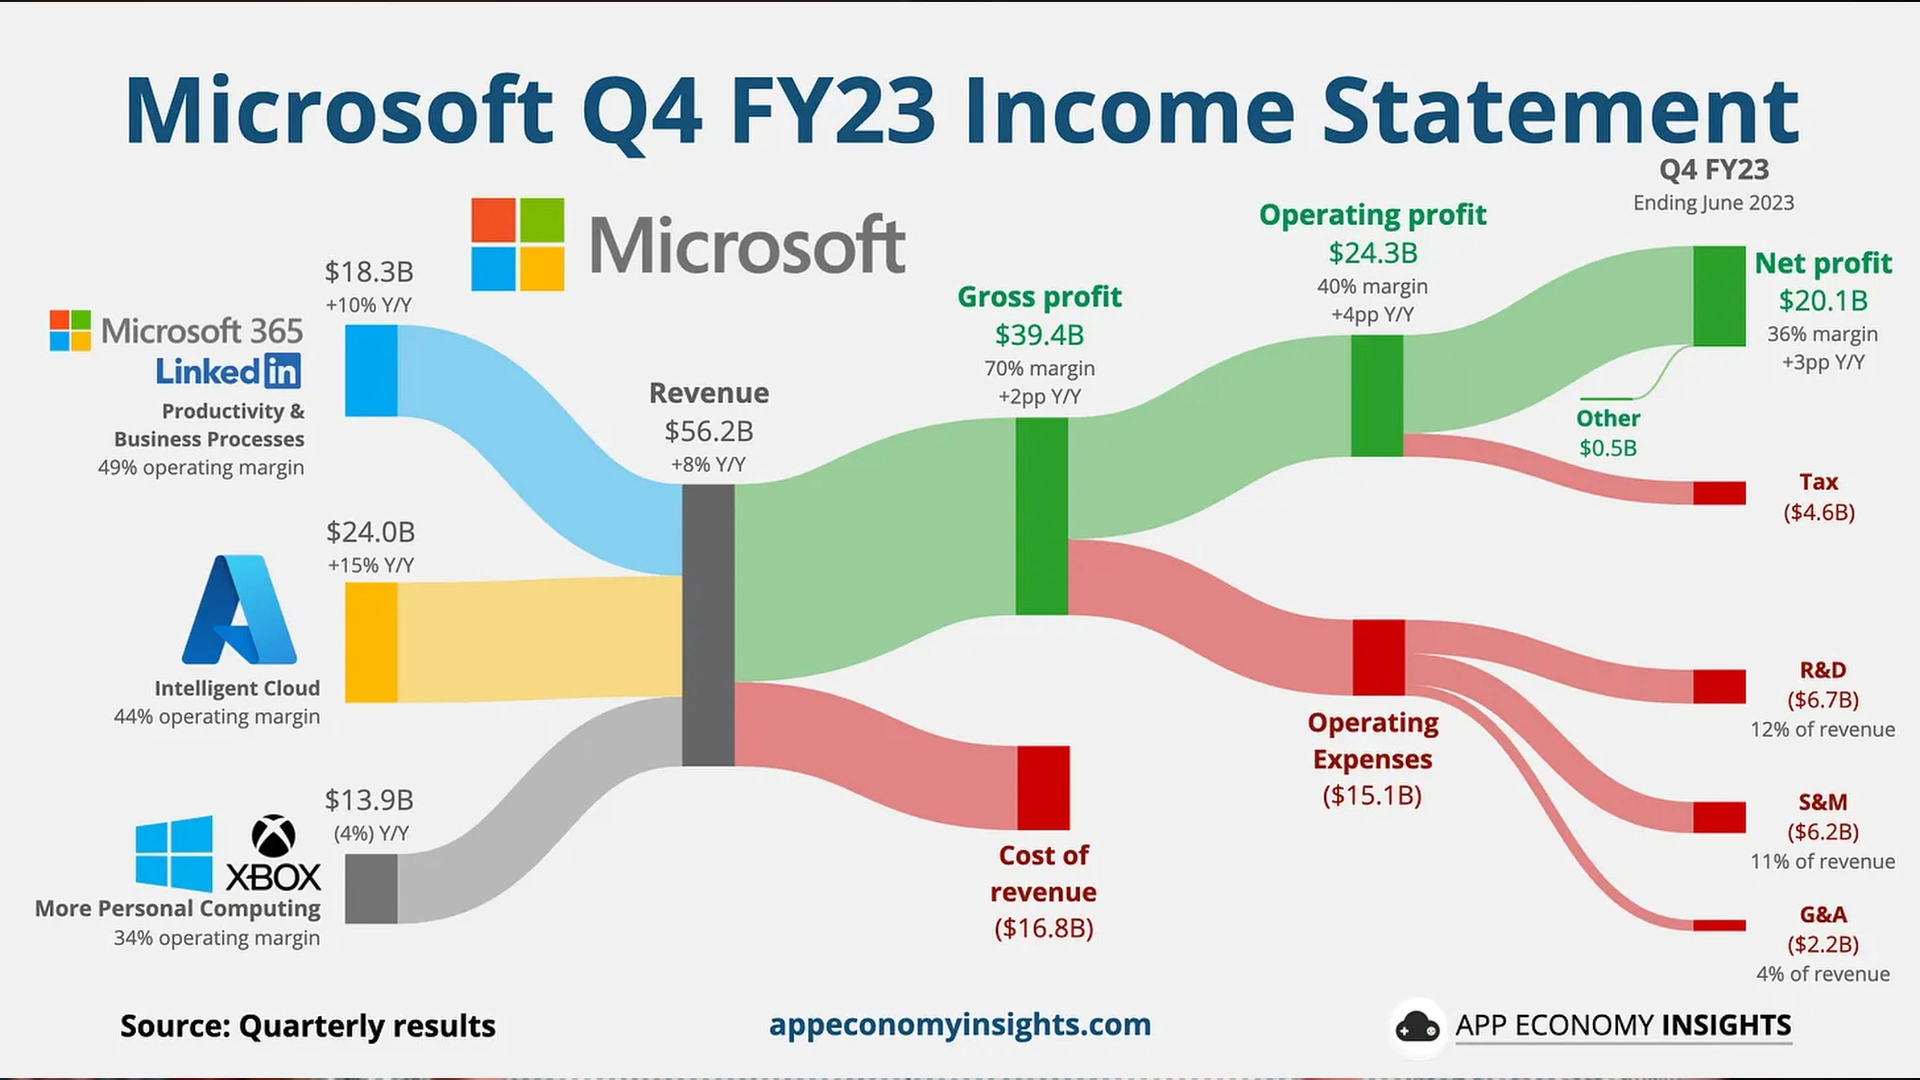 Microsoft Q4 FY23 Income Statement
Q4 FY23
Ending June 2023
Microsoft
$18.3B
+10% Y/Y
Microsoft 365
Linked in
Productivity &
Business Processes
49% operating margin
$24.0B
+15% Y/Y
Intelligent Cloud
44% operating margin
$13.9B
(4%) Y/Y
XBOX
More Personal Computing
34% operating margin
Revenue
$56.2B
+8% Y/Y
Gross profit
$39.4B
70% margin
+2pp Y/Y
Cost of
revenue
($16.8B)
Operating profit
$24.3B
40% margin
+4pp Y/Y
Operating
Expenses
($15.1B)
Net profit
$20.1B
36% margin
+3pp Y/Y
Other
$0.5B
Tax
($4.6B)
R&D
($6.7B)
12% of revenue
S&M
($6.2B)
11% of revenue
G&A
($2.2B)
4% of revenue
Source: Quarterly results
appeconomyinsights.com
APP ECONOMY INSIGHTS